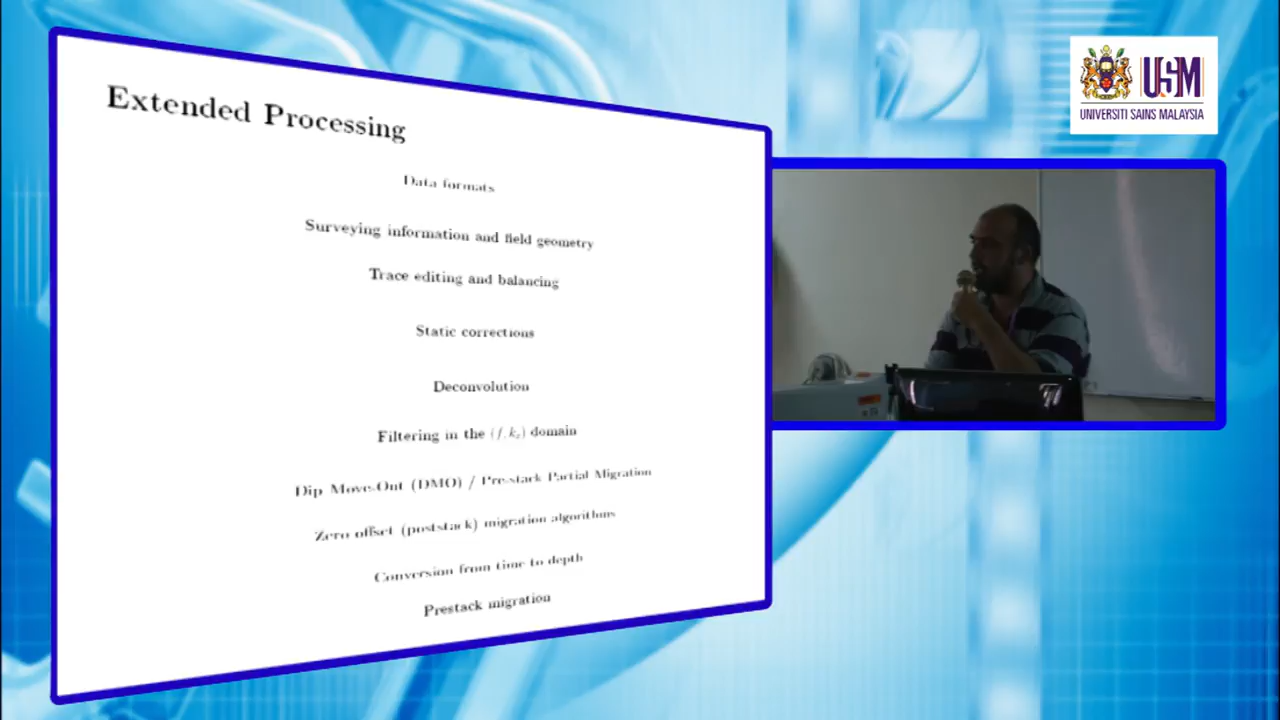 Extended Processing
Data formats
Surveying information and field geometry
Trace editing and balancing
Static corrections
Deconvolution
Filtering in the (f, kₓ) domain
Dip Move-Out (DMO) / Pre-stack Partial Migration
Zero offset (poststack) migration algorithms
Conversion from time to depth
Prestack migration
USM
UNIVERSITI SAINS MALAYSIA